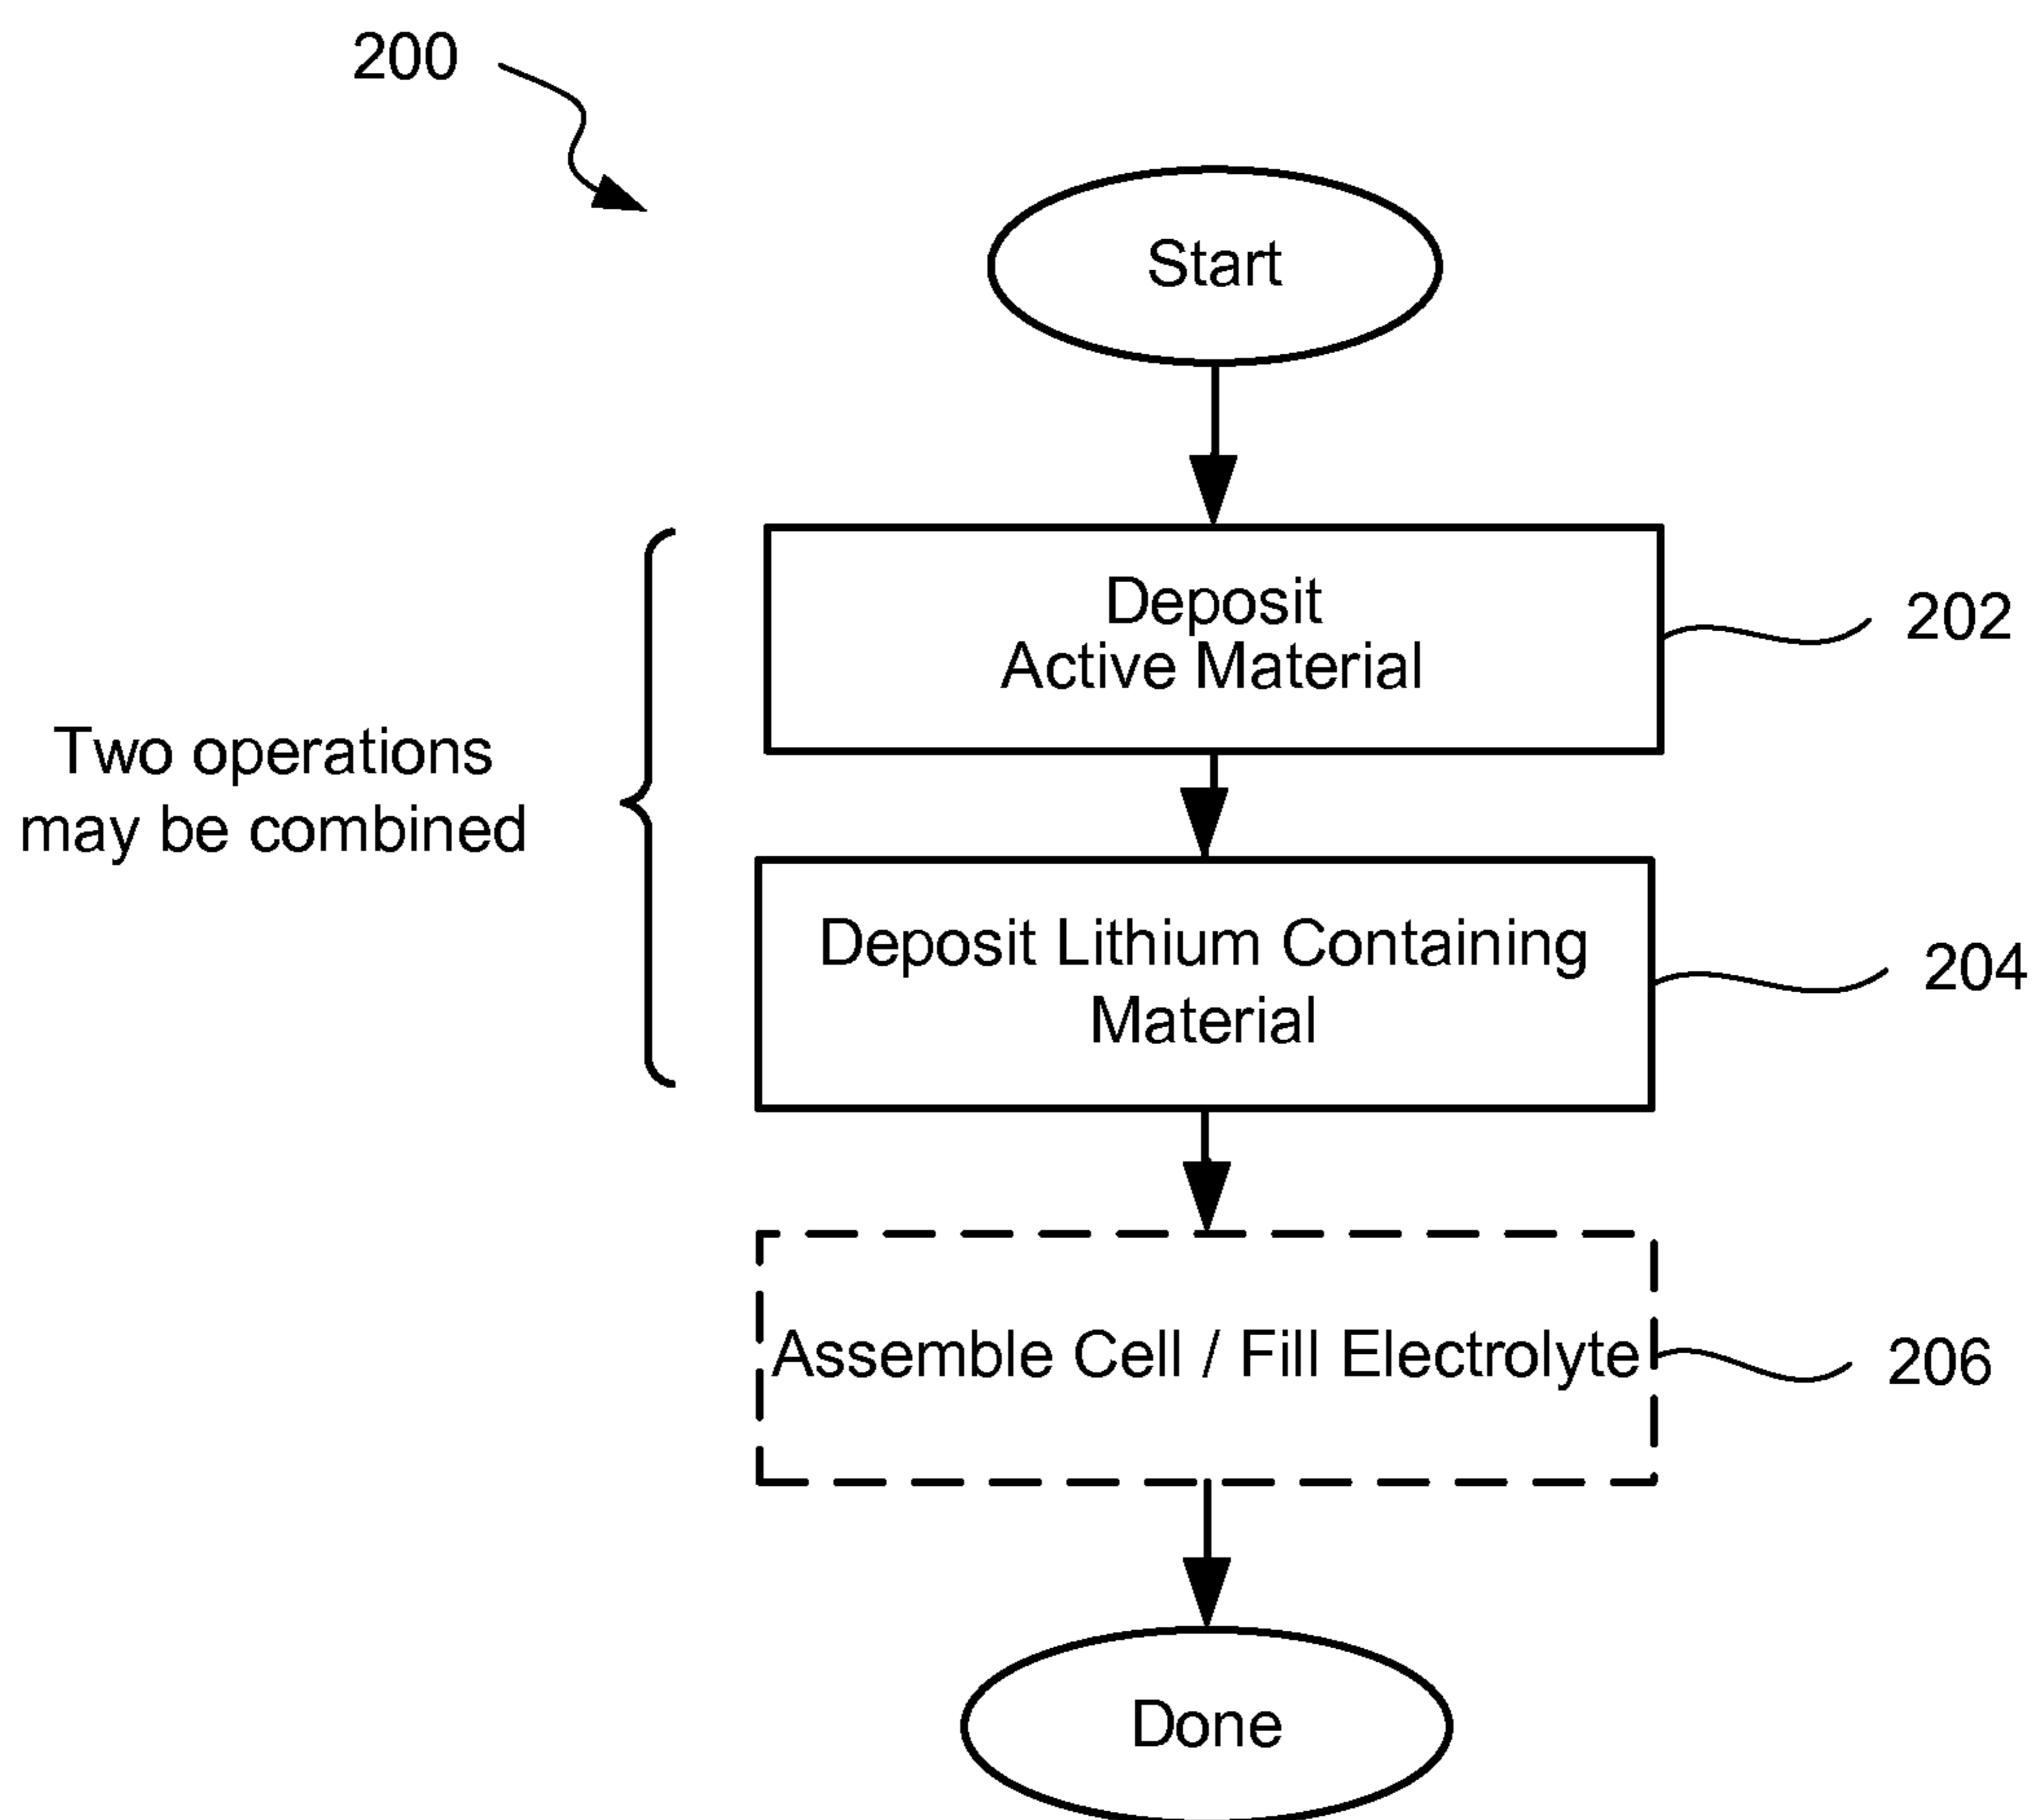 200
Start
Deposit
Active Material
202
Two operations
may be combined
Deposit Lithium Containing
Material
204
Assemble Cell / Fill Electrolyte
206
Done